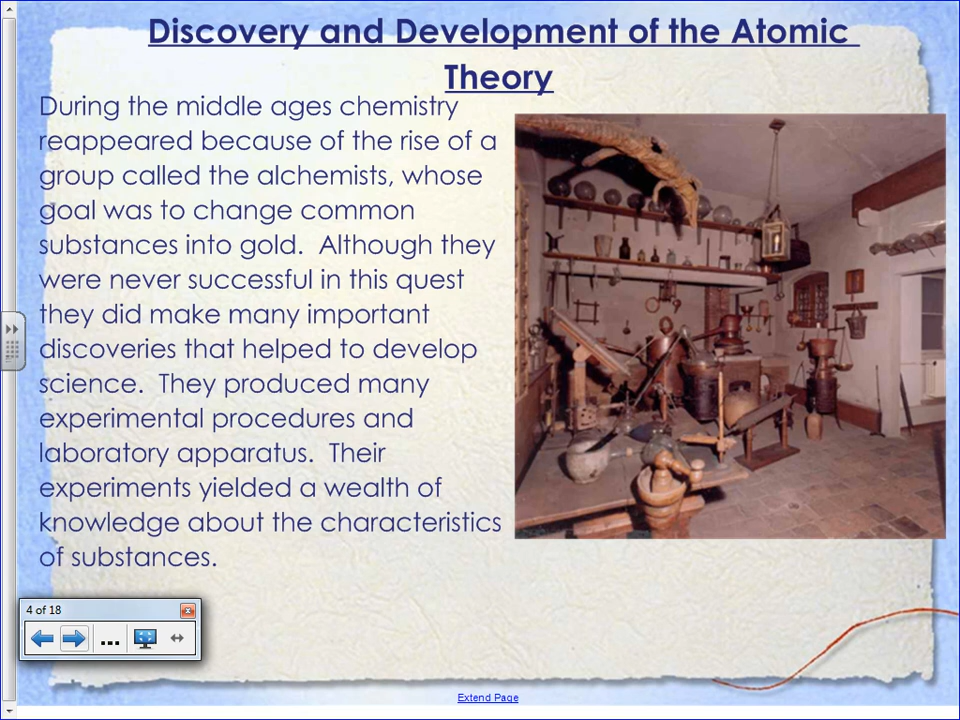 Discovery and Development of the Atomic
Theory
During the middle ages chemistry
reappeared because of the rise of a
group called the alchemists, whose
goal was to change common
substances into gold.  Although they
were never successful in this quest
they did make many important
discoveries that helped to develop
science.  They produced many
experimental procedures and
laboratory apparatus.  Their
experiments yielded a wealth of
knowledge about the characteristics
of substances.
4 of 18
...
Extend Page